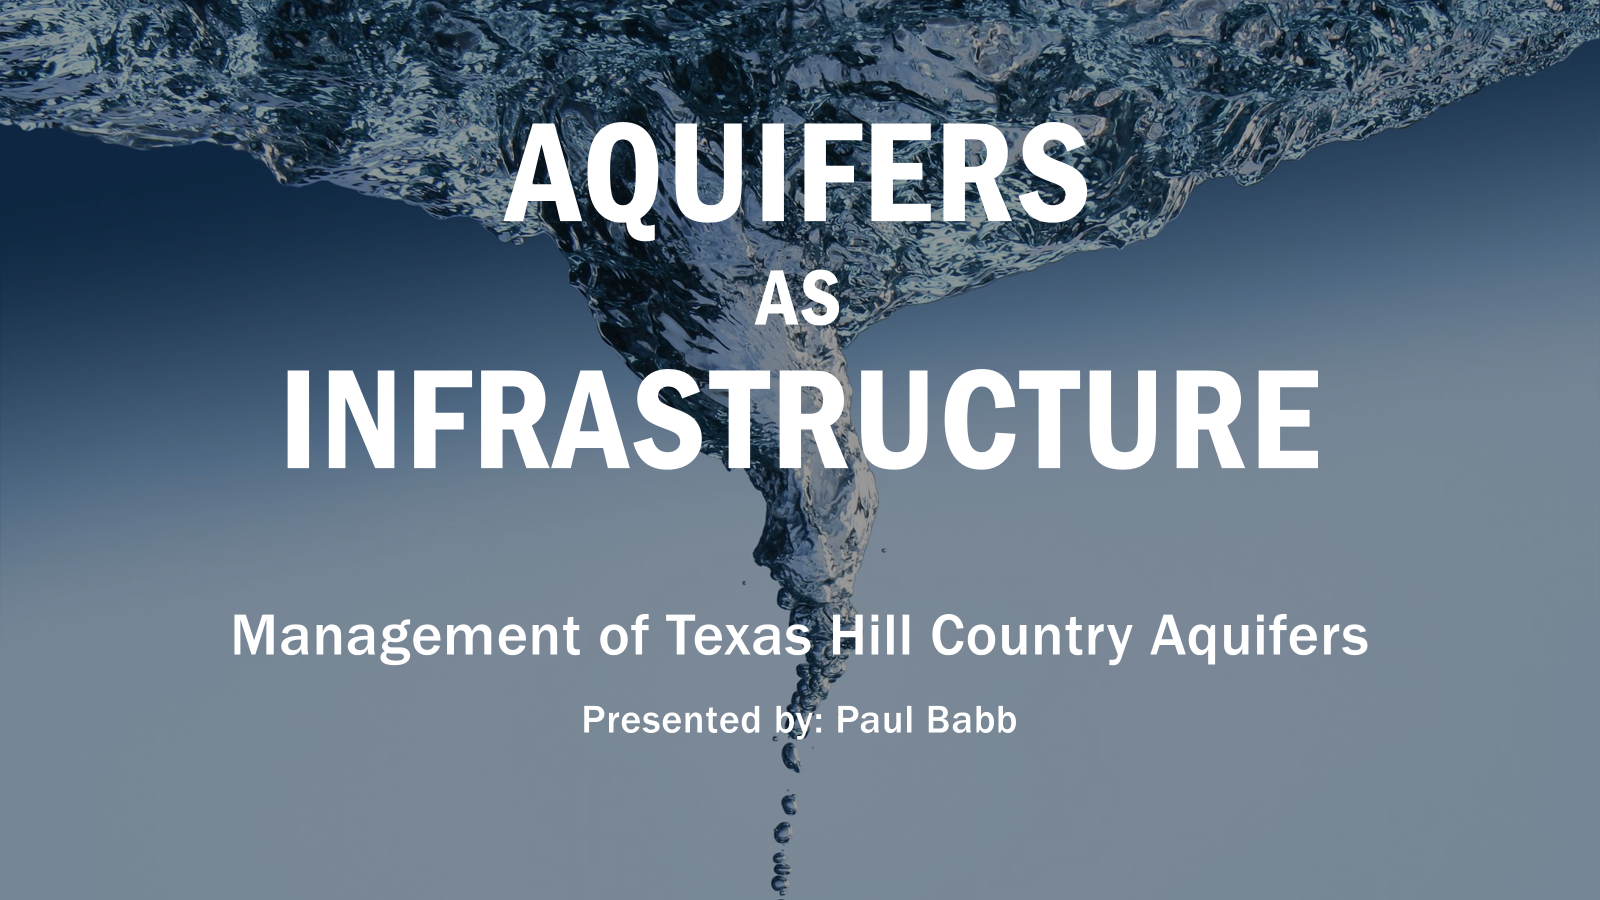 AQUIFERS
AS
INFRASTRUCTURE
Management of Texas Hill Country Aquifers
Presented by: Paul Babb